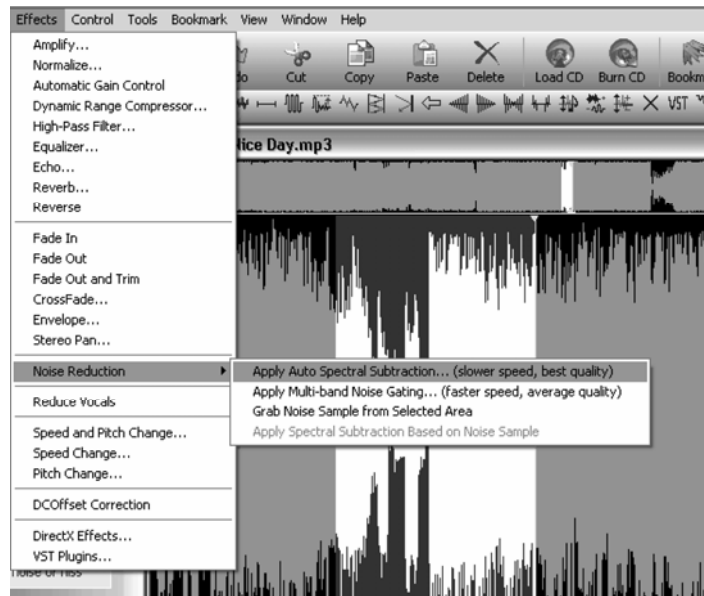 Effects Control Tools Bookmark View Window Help
Cut Copy Paste Delete Load CD Burn CD Bookm
VST
ice Day.mp3
Amplify...
Normalize...
Automatic Gain Control
Dynamic Range Compressor...
High-Pass Filter...
Equalizer...
Echo...
Reverb...
Reverse
Fade In
Fade Out
Fade Out and Trim
CrossFade...
Envelope...
Stereo Pan...
Noise Reduction
Apply Auto Spectral Subtraction... (slower speed, best quality)
Apply Multi-band Noise Gating... (faster speed, average quality)
Grab Noise Sample from Selected Area
Apply Spectral Subtraction Based on Noise Sample
Reduce Vocals
Speed and Pitch Change...
Speed Change...
Pitch Change...
DCOffset Correction
DirectX Effects...
VST Plugins...
noise or hiss